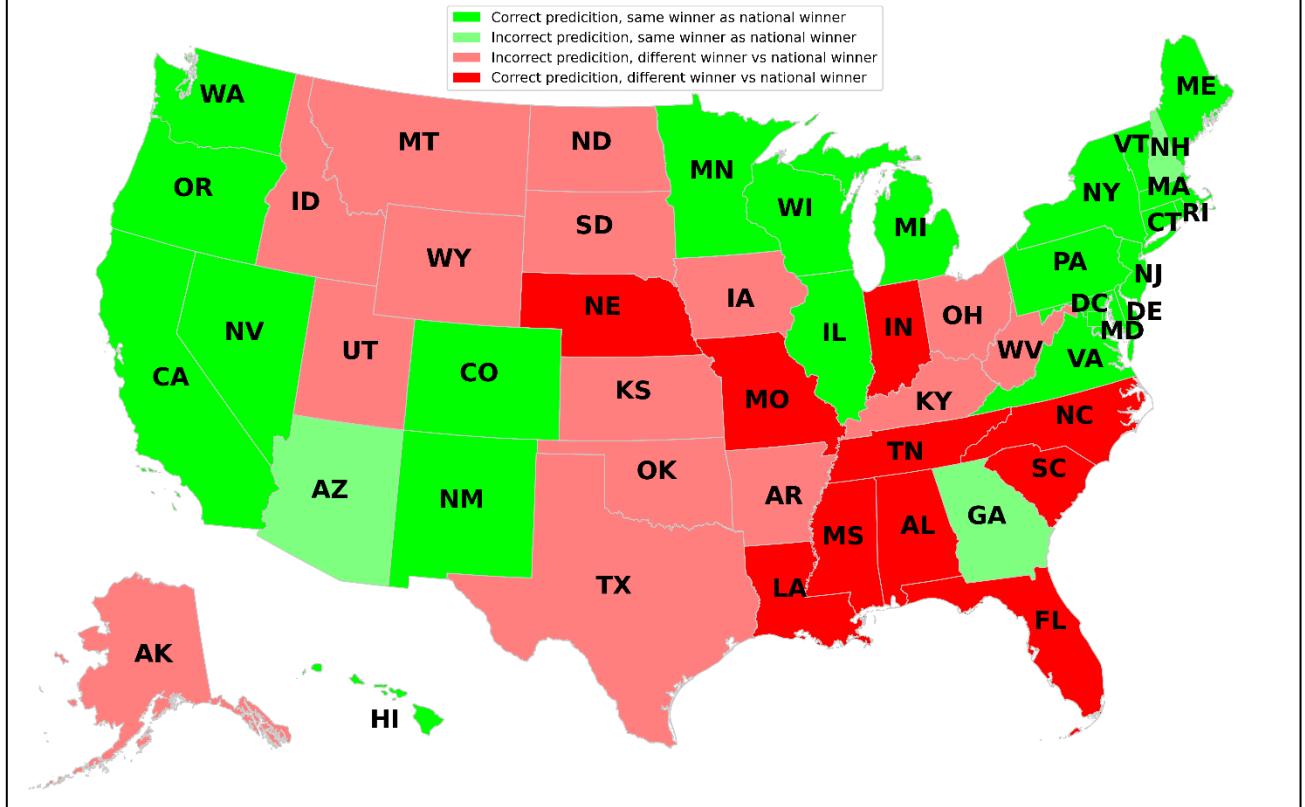 Correct predicition, same winner as national winner
Incorrect predicition, same winner as national winner
Incorrect predicition, different winner vs national winner
Correct predicition, different winner vs national winner
WA
ME
MT
ND
VT
NH
MN
OR
MA
NY
ID
WI
RI
SD
MI
CT
WY
PA
NJ
IA
NE
DC
DE
OH
IN
NV
IL
MD
UT
WV
VA
CO
CA
KS
MO
KY
NC
TN
SC
OK
AZ
AR
NM
GA
AL
MS
TX
LA
FL
AK
HI